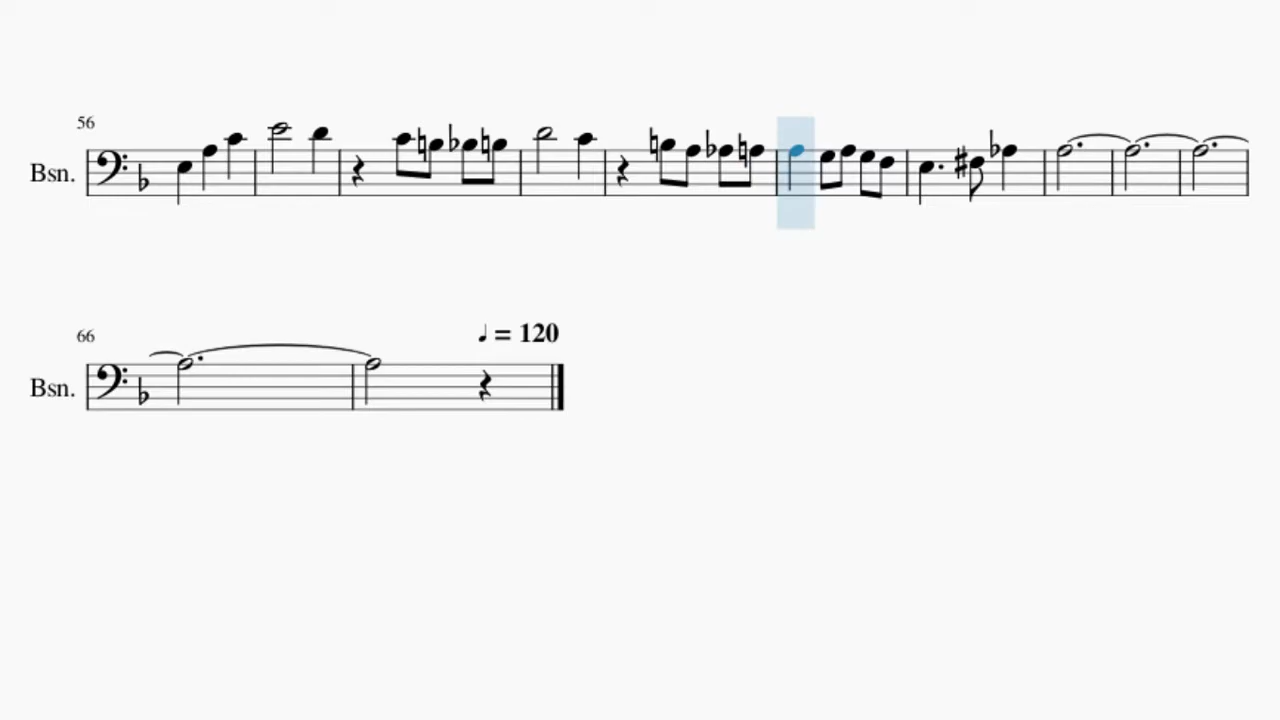 56
Bsn.
66
♩ = 120
Bsn.